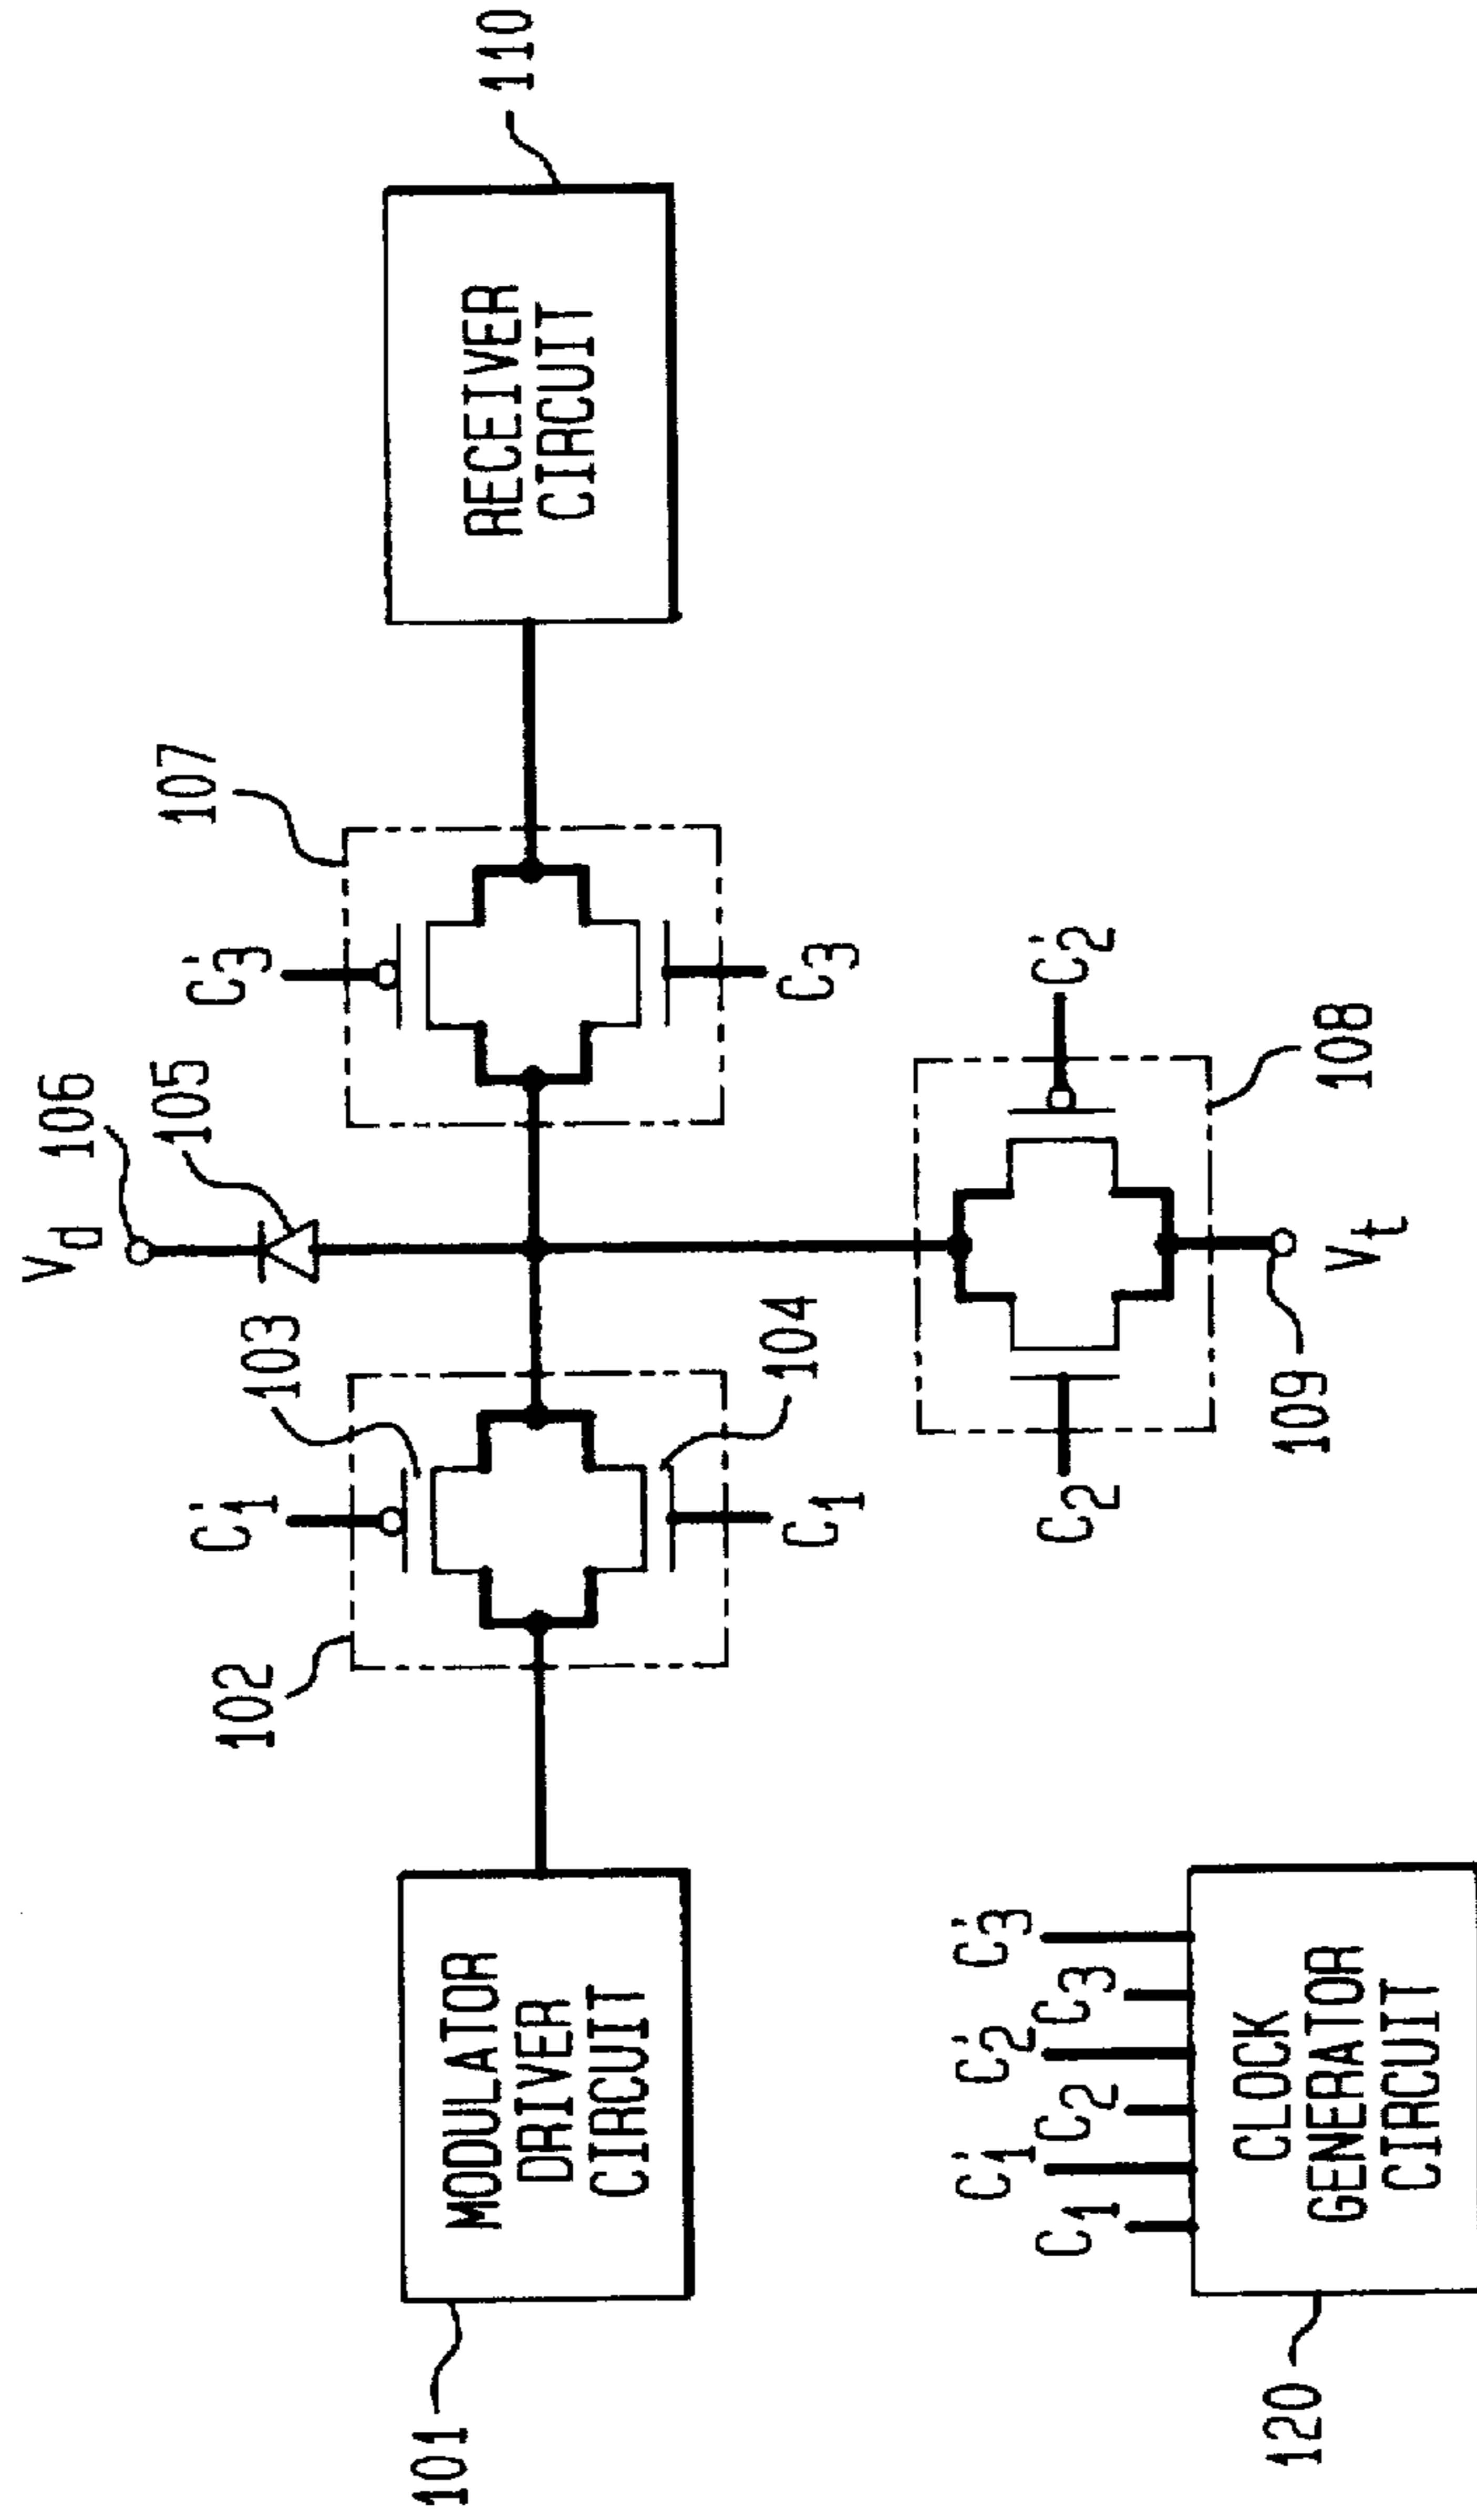 Vd 106
105
C'1
103
C'3
107
102
110
MODULATOR
DRIVER
CIRCUIT
RECEIVER
CIRCUIT
101
C1
104
C3
C'1 C'2 C'3
C1 C2 C3
C2
C'2
108
109
Vt
CLOCK
GENERATOR
CIRCUIT
120